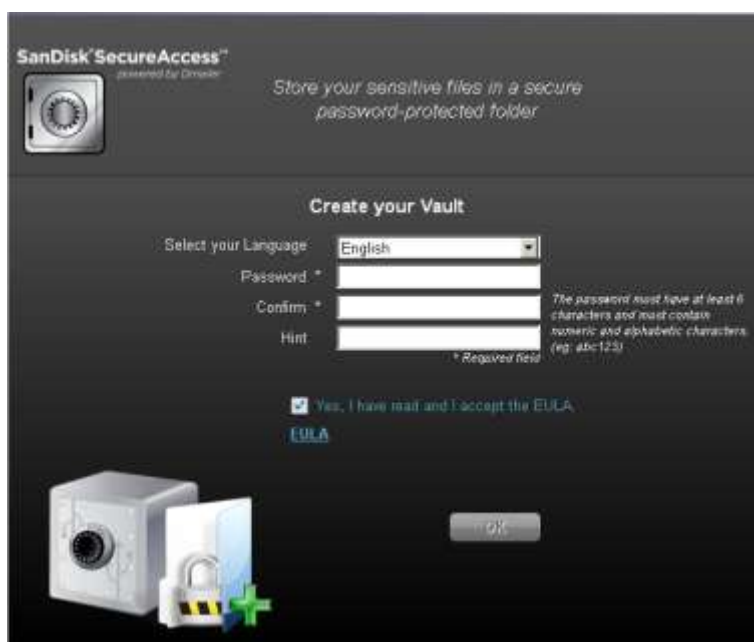 SanDisk® SecureAccess™
powered by Dmailer
Store your sensitive files in a secure
password-protected folder
Create your Vault
Select your Language English
Password *
Confirm *
The password must have at least 6
characters and must contain
numeric and alphabetic characters.
(eg: abc123)
Hint
* Required field
Yes, I have read and I accept the EULA
EULA
OK